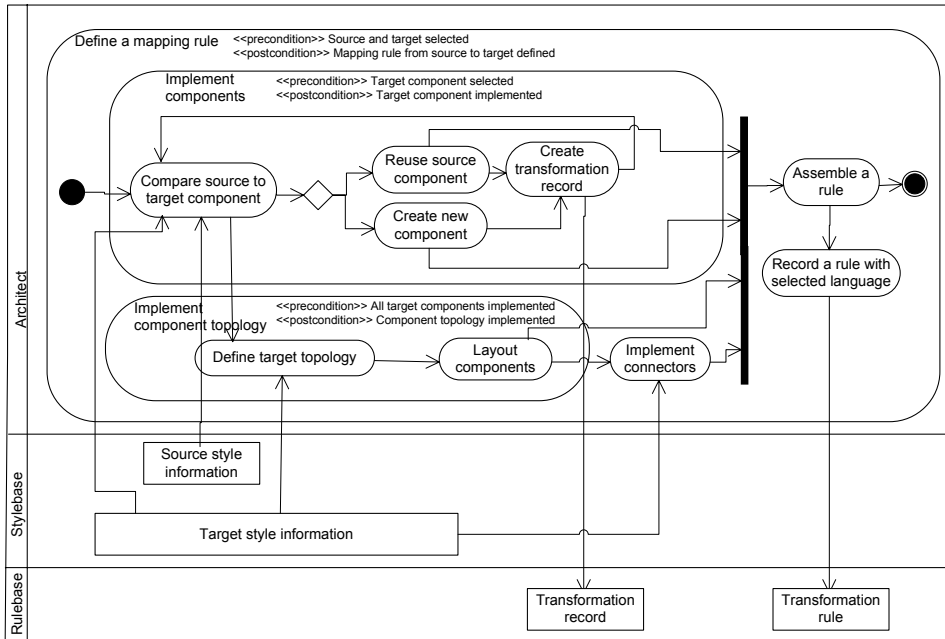 Define a mapping rule
<<precondition>> Source and target selected
<<postcondition>> Mapping rule from source to target defined
Implement
components
<<precondition>> Target component selected
<<postcondition>> Target component implemented
Compare source to
target component
Reuse source
component
Create
transformation
record
Create new
component
Assemble a
rule
Record a rule with
selected language
Implement
component topology
<<precondition>> All target components implemented
<<postcondition>> Component topology implemented
Define target topology
Layout
components
Implement
connectors
Architect
Source style
information
Target style information
Stylebase
Transformation
record
Transformation
rule
Rulebase